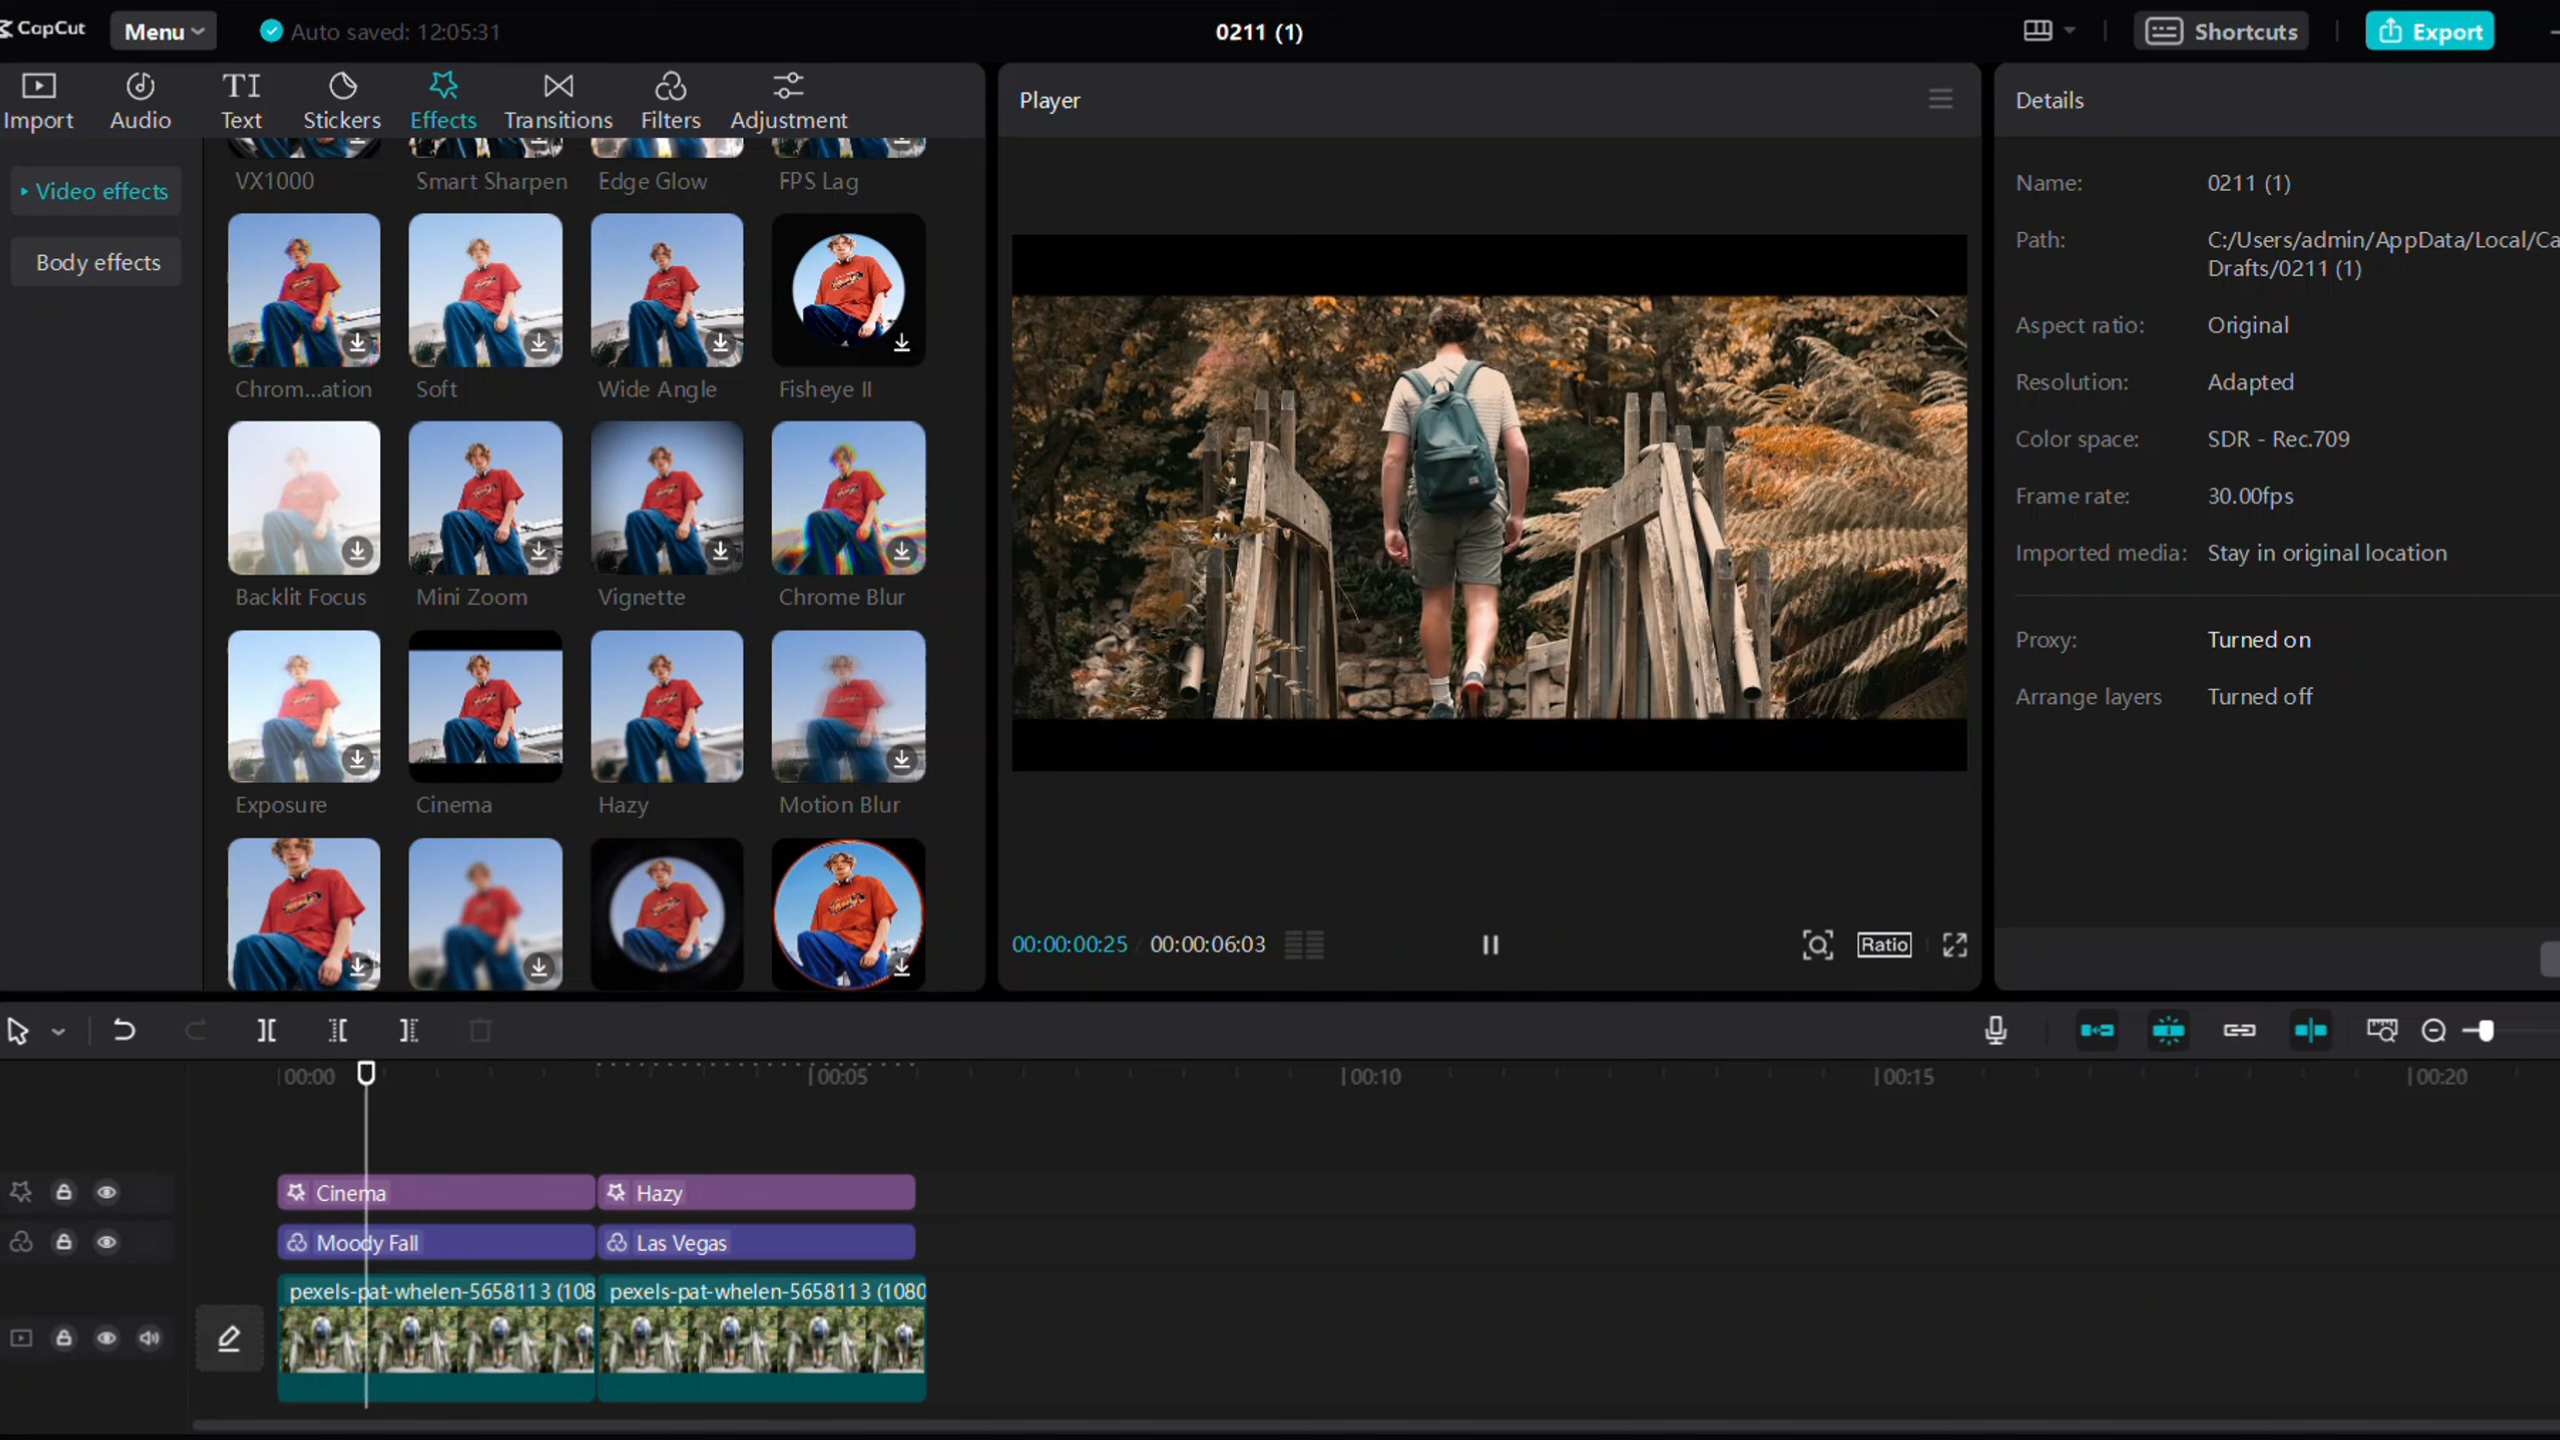 CapCut
Menu
Auto saved: 12:05:31
0211 (1)
Shortcuts
Export
Import
Audio
TI
Text
Stickers
Effects
Transitions
Filters
Adjustment
Player
Details
Video effects
Body effects
VX1000
Smart Sharpen
Edge Glow
FPS Lag
Chrom...ation
Soft
Wide Angle
Fisheye II
Backlit Focus
Mini Zoom
Vignette
Chrome Blur
Exposure
Cinema
Hazy
Motion Blur
00:00:00:25 / 00:00:06:03
Ratio
Name: 0211 (1)
Path: C:/Users/admin/AppData/Local/Ca
Drafts/0211 (1)
Aspect ratio: Original
Resolution: Adapted
Color space: SDR - Rec.709
Frame rate: 30.00fps
Imported media: Stay in original location
Proxy: Turned on
Arrange layers Turned off
00:00
00:05
00:10
00:15
00:20
Cinema
Hazy
Moody Fall
Las Vegas
pexels-pat-whelen-5658113 (108
pexels-pat-whelen-5658113 (1080